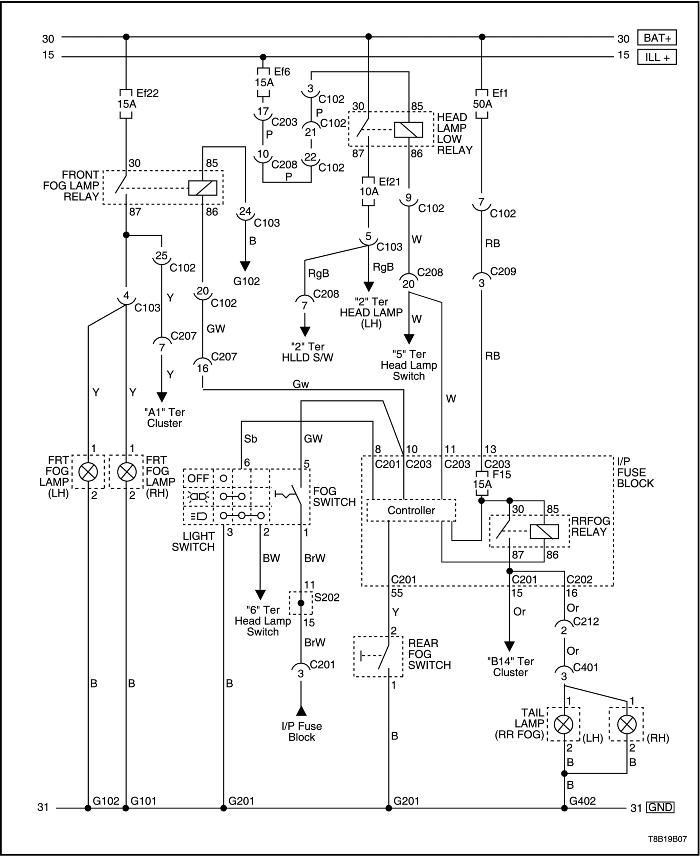 30
30 BAT+
15
15 ILL +
Ef22
15A
Ef6
15A
3
C102
P
17
C203
P
C102
21
10
C208
22
C102
P
30
85
HEAD
LAMP
LOW
RELAY
87
86
Ef1
50A
FRONT
FOG LAMP
RELAY
30
85
87
86
Ef21
10A
24
C103
B
G102
9
C102
W
7
C102
RB
5
C103
RgB
RgB
C208
20
C209
3
25
C102
Y
20
C102
GW
4
C103
C208
7
"2" Ter
HLLD S/W
"2" Ter
HEAD LAMP
(LH)
W
"5" Ter
Head Lamp
Switch
RB
C207
7
Y
C207
16
Gw
"A1" Ter
Cluster
Y
Y
W
Sb
GW
6
5
8
10
11
13
C201
C203
C203
C203
I/P
FUSE
BLOCK
F15
15A
FRT
FOG
LAMP
(LH)
1
2
1
2
FRT
FOG
LAMP
(RH)
OFF
FOG
SWITCH
LIGHT
SWITCH
3
2
1
Controller
30
85
RRFOG
RELAY
87
86
BW
BrW
"6" Ter
Head Lamp
Switch
11
S202
15
BrW
C201
3
I/P Fuse
Block
C201
55
Y
2
REAR
FOG
SWITCH
1
C201
15
C202
16
Or
Or
C212
2
Or
"B14" Ter
Cluster
C401
3
TAIL
LAMP
(RR FOG)
1
(LH)
2
1
(RH)
2
B
B
B
B
B
B
B
31
G102
G101
G201
G201
G402
31 GND
T8B19B07